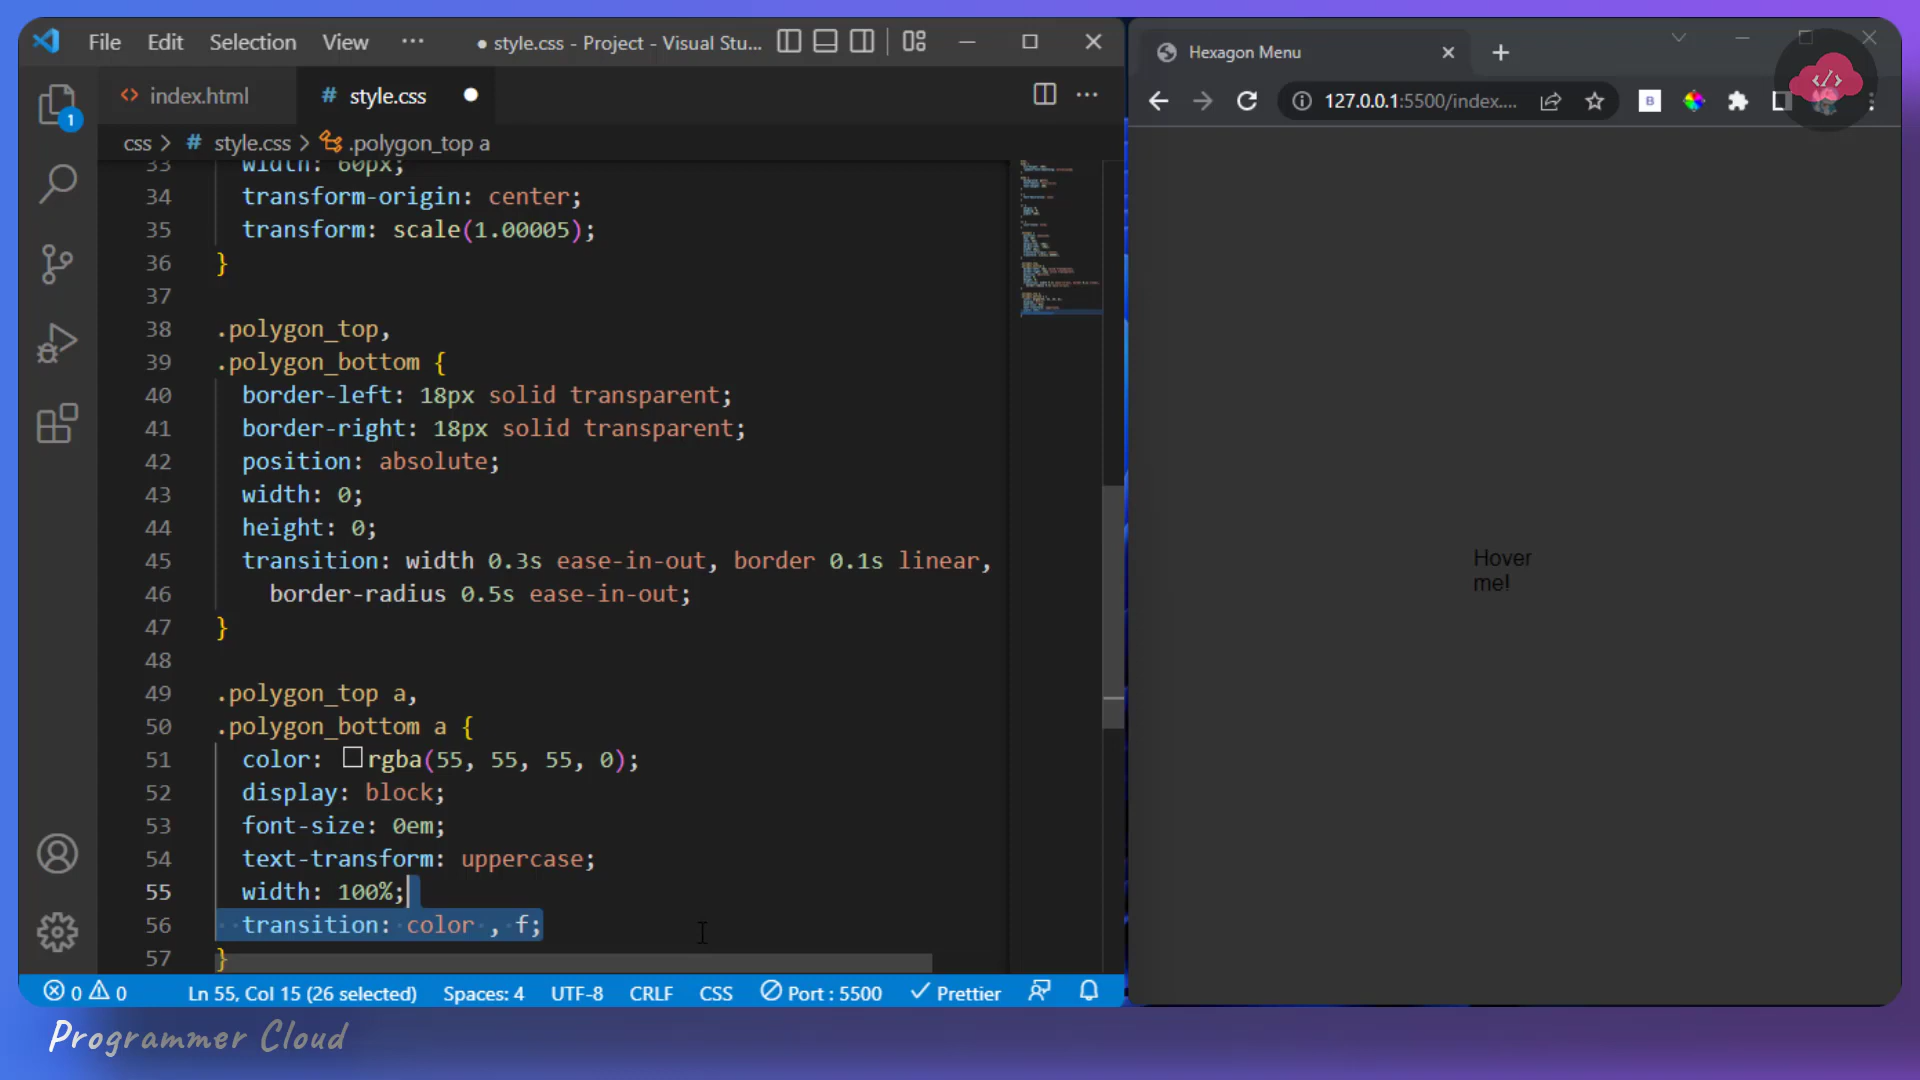 File Edit Selection View ··· ● style.css - Project - Visual Stu...
<> index.html # style.css ●
css > # style.css > .polygon_top a
33 width: 60px;
34 transform-origin: center;
35 transform: scale(1.00005);
36 }
37
38 .polygon_top,
39 .polygon_bottom {
40 border-left: 18px solid transparent;
41 border-right: 18px solid transparent;
42 position: absolute;
43 width: 0;
44 height: 0;
45 transition: width 0.3s ease-in-out, border 0.1s linear,
46 border-radius 0.5s ease-in-out;
47 }
48
49 .polygon_top a,
50 .polygon_bottom a {
51 color: rgba(55, 55, 55, 0);
52 display: block;
53 font-size: 0em;
54 text-transform: uppercase;
55 width: 100%;
56 transition: color , f;
57 }
1
0 0 Ln 55, Col 15 (26 selected) Spaces: 4 UTF-8 CRLF CSS Port : 5500 Prettier
Hexagon Menu
127.0.0.1:5500/index.... B
</>
Hover
me!
Programmer Cloud